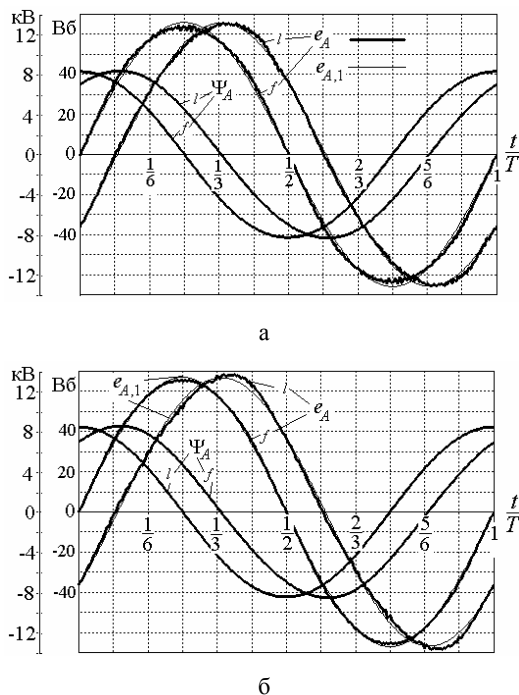 кВ Вб
12
8 40
4 20
0 0
-4 -20
-8 -40
-12
l e_A
e_{A,1}
l Ψ_A
f f
1/6 1/3 1/2 2/3 5/6 1
t/T
а
кВ Вб
12
8 40
4 20
0 0
-4 -20
-8 -40
-12
e_{A,1} l
e_A
f
Ψ_A
l f
l l
1/6 1/3 1/2 2/3 5/6 1
t/T
б